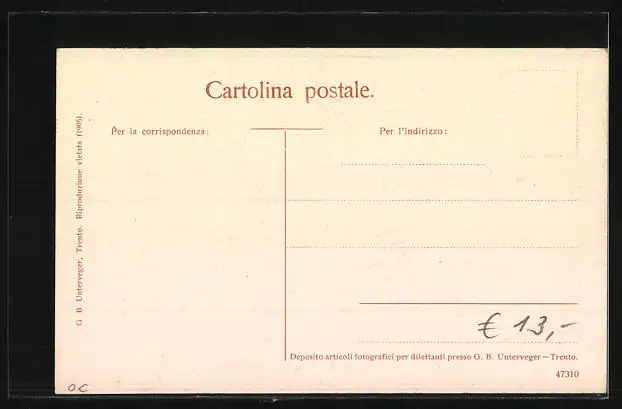 Cartolina postale.
Per la corrispondenza:
Per l'indirizzo:
G. B. Unterveger, Trento. Riproduzione vietata (1905).
€ 13,-
Deposito articoli fotografici per dilettanti presso G. B. Unterveger—Trento.
47310
OC